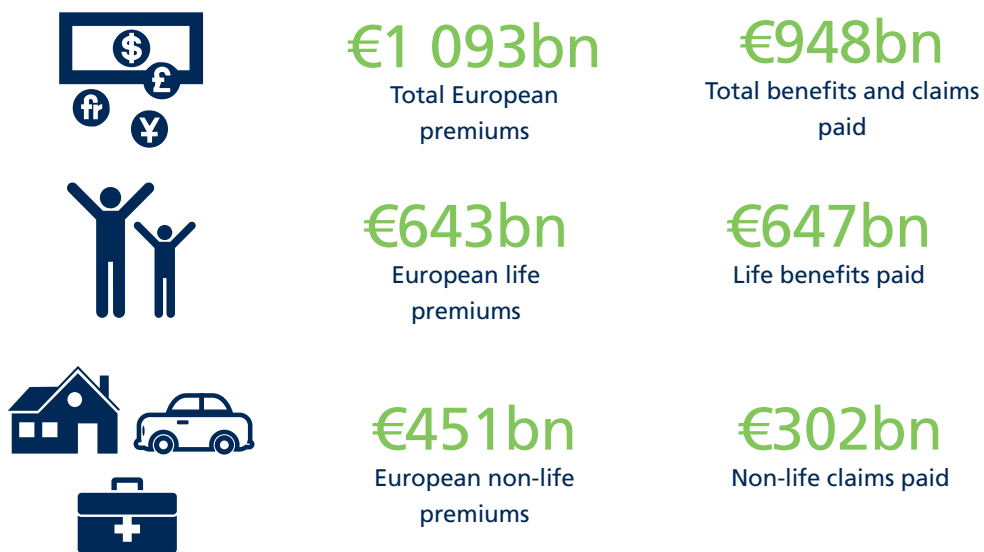 $
£
fr
¥
€1 093bn
Total European
premiums
€948bn
Total benefits and claims
paid
€643bn
European life
premiums
€647bn
Life benefits paid
€451bn
European non-life
premiums
€302bn
Non-life claims paid